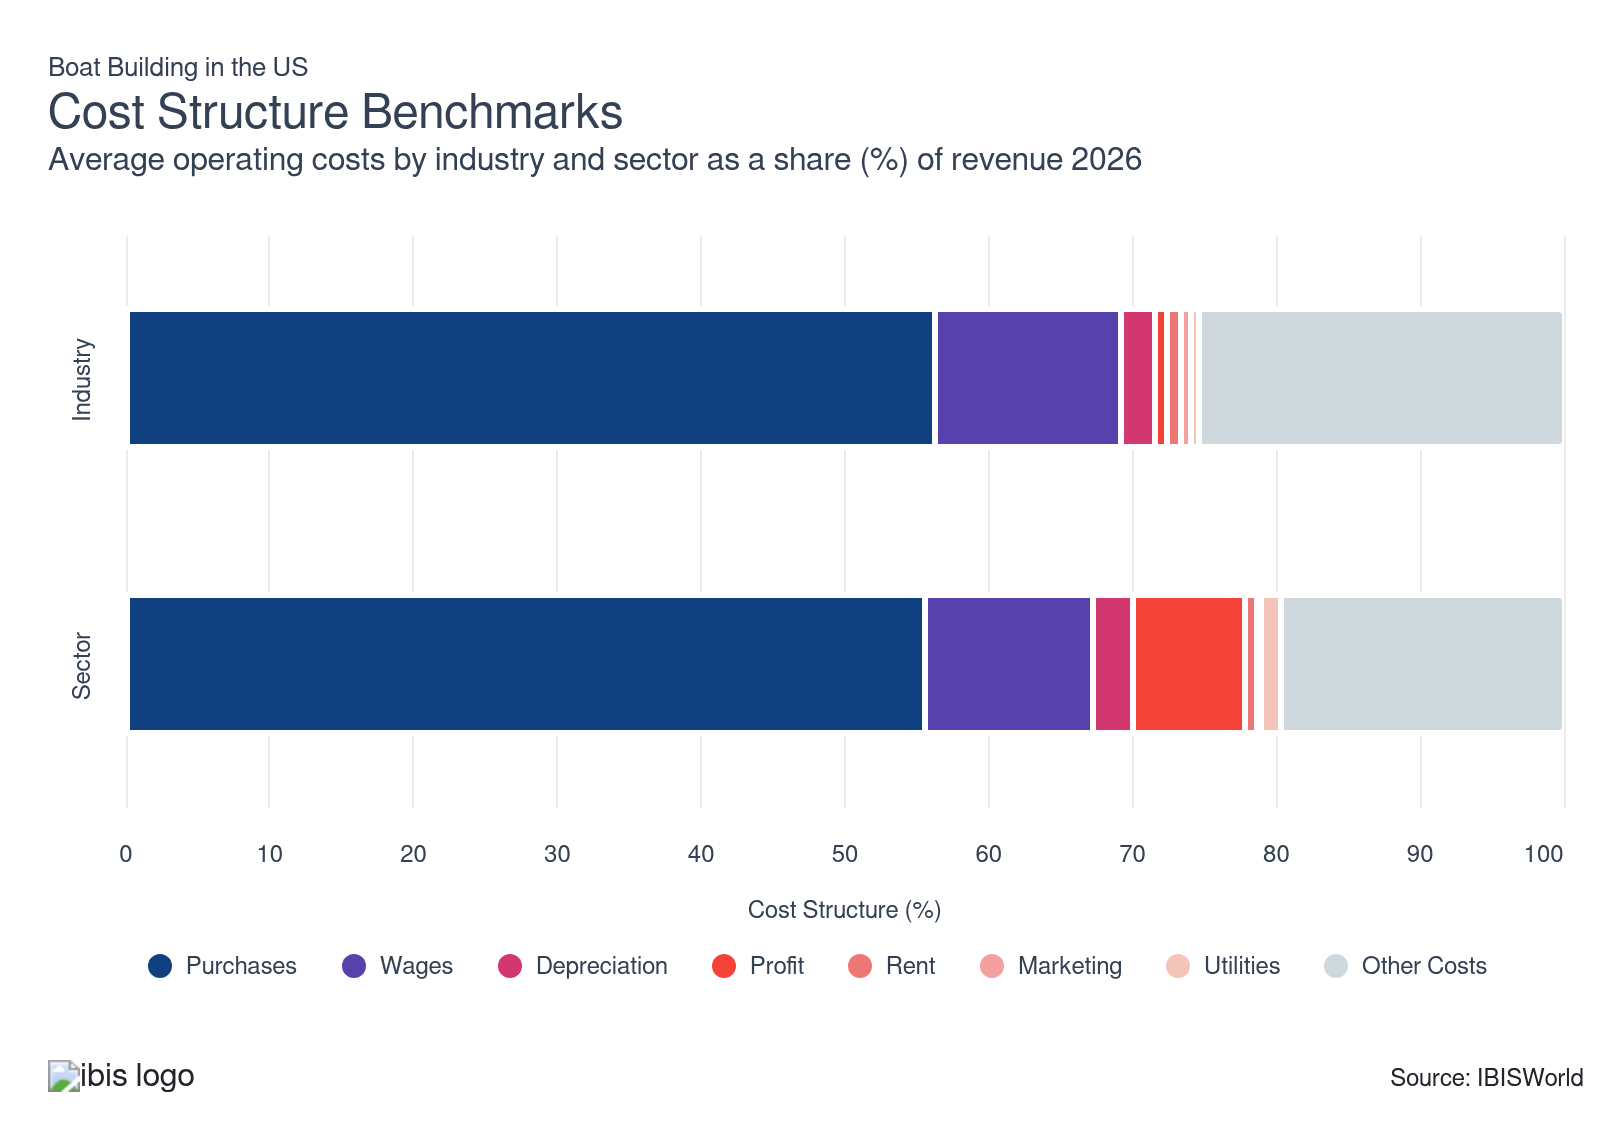 Boat Building in the US
Cost Structure Benchmarks
Average operating costs by industry and sector as a share (%) of revenue 2026
Industry
Sector
0 10 20 30 40 50 60 70 80 90 100
Cost Structure (%)
Purchases Wages Depreciation Profit Rent Marketing Utilities Other Costs
ibis logo
Source: IBISWorld